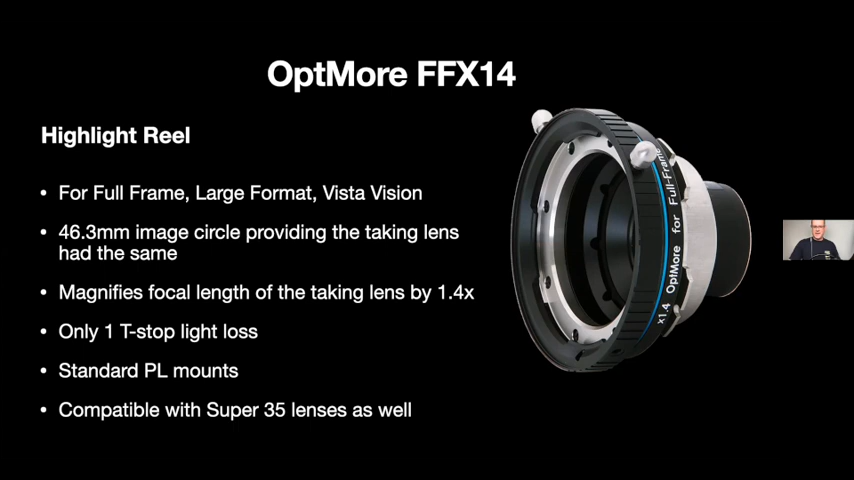 OptMore FFX14
Highlight Reel
• For Full Frame, Large Format, Vista Vision
• 46.3mm image circle providing the taking lens
had the same
• Magnifies focal length of the taking lens by 1.4x
• Only 1 T-stop light loss
• Standard PL mounts
• Compatible with Super 35 lenses as well
x1.4 OptMore for Full-Frame